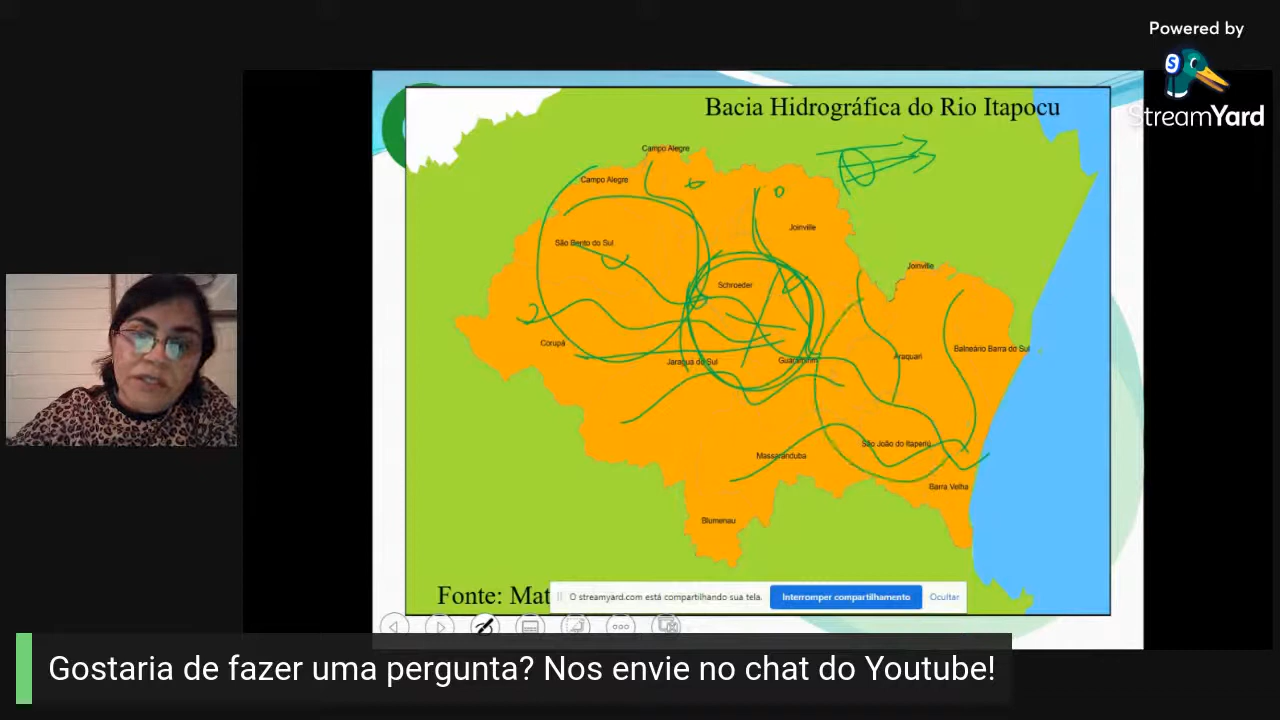 Powered by
StreamYard
Bacia Hidrográfica do Rio Itapocu
Campo Alegre
Campo Alegre
Joinville
São Bento do Sul
Joinville
Schroeder
Corupá
Balneário Barra do Sul
Araquari
Jaraguá do Sul
Guaramirim
São João do Itaperiú
Massaranduba
Barra Velha
Blumenau
Fonte: Mat
O streamyard.com está compartilhando sua tela.
Interromper compartilhamento
Ocultar
Gostaria de fazer uma pergunta? Nos envie no chat do Youtube!